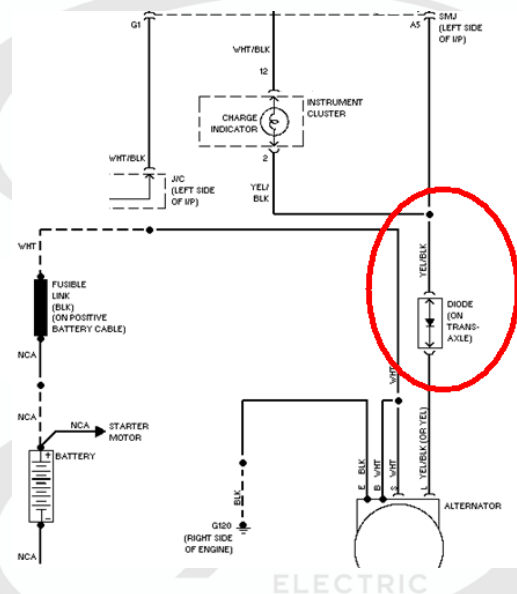 G1
A5
SMJ
(LEFT SIDE
OF I/P)
WHT/BLK
12
INSTRUMENT
CLUSTER
CHARGE
INDICATOR
2
WHT/BLK
J/C
(LEFT SIDE
OF I/P)
YEL/
BLK
WHT
YEL/BLK
FUSIBLE
LINK
(BLK)
(ON POSITIVE
BATTERY CABLE)
DIODE
(ON
TRANS-
AXLE)
NCA
WHT
NCA
NCA
STARTER
MOTOR
BATTERY
+
-
E BLK
B WHT
S WHT
L YEL/BLK (OR YEL)
BLK
ALTERNATOR
G120
(RIGHT SIDE
OF ENGINE)
NCA
ELECTRIC